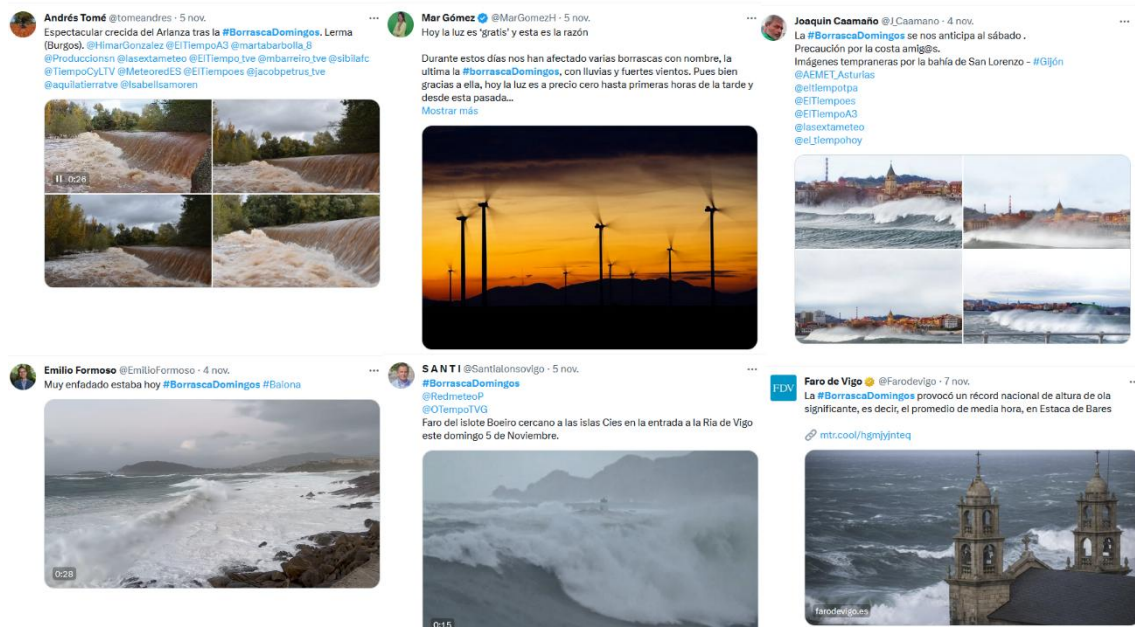 Andrés Tomé @tomeandres · 5 nov.
Espectacular crecida del Arlanza tras la #BorrascaDomingos. Lerma
(Burgos). @HimarGonzalez @ElTiempoA3 @martabarbolla_8
@Produccionsn @lasextameteo @ElTiempo_tve @mbarreiro_tve @sibilafc
@TiempoCyLTV @MeteoredES @ElTiempoes @jacobpetrus_tve
@aquilatierratve @Isabellsamoren
0:26
Mar Gómez @MarGomezH · 5 nov.
Hoy la luz es 'gratis' y esta es la razón
Durante estos días nos han afectado varias borrascas con nombre, la
ultima la #borrascaDomingos, con lluvias y fuertes vientos. Pues bien
gracias a ella, hoy la luz es a precio cero hasta primeras horas de la tarde y
desde esta pasada...
Mostrar más
Joaquin Caamaño @J_Caamano · 4 nov.
La #BorrascaDomingos se nos anticipa al sábado .
Precaución por la costa amig@s.
Imágenes tempraneras por la bahía de San Lorenzo - #Gijón
@AEMET_Asturias
@eltiempotpa
@ElTiempoes
@ElTiempoA3
@lasextameteo
@el_tiempohoy
Emilio Formoso @EmilioFormoso · 4 nov.
Muy enfadado estaba hoy #BorrascaDomingos #Baiona
0:28
S A N T I @Santialonsovigo · 5 nov.
#BorrascaDomingos
@RedmeteoP
@OTempoTVG
Faro del islote Boeiro cercano a las islas Cíes en la entrada a la Ria de Vigo
este domingo 5 de Noviembre.
0:15
FDV
Faro de Vigo @Farodevigo · 7 nov.
La #BorrascaDomingos provocó un récord nacional de altura de ola
significante, es decir, el promedio de media hora, en Estaca de Bares
mtr.cool/hgmjyjnteq
farodevigo.es